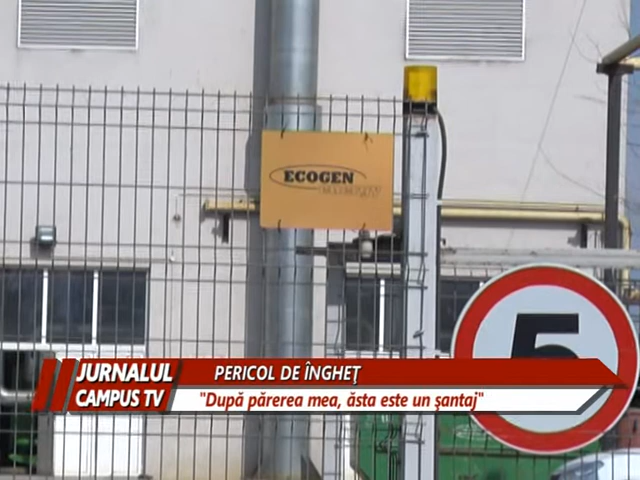 ECOGEN
5
JURNALUL
CAMPUS TV
PERICOL DE ÎNGHEŢ
"După părerea mea, ăsta este un şantaj"